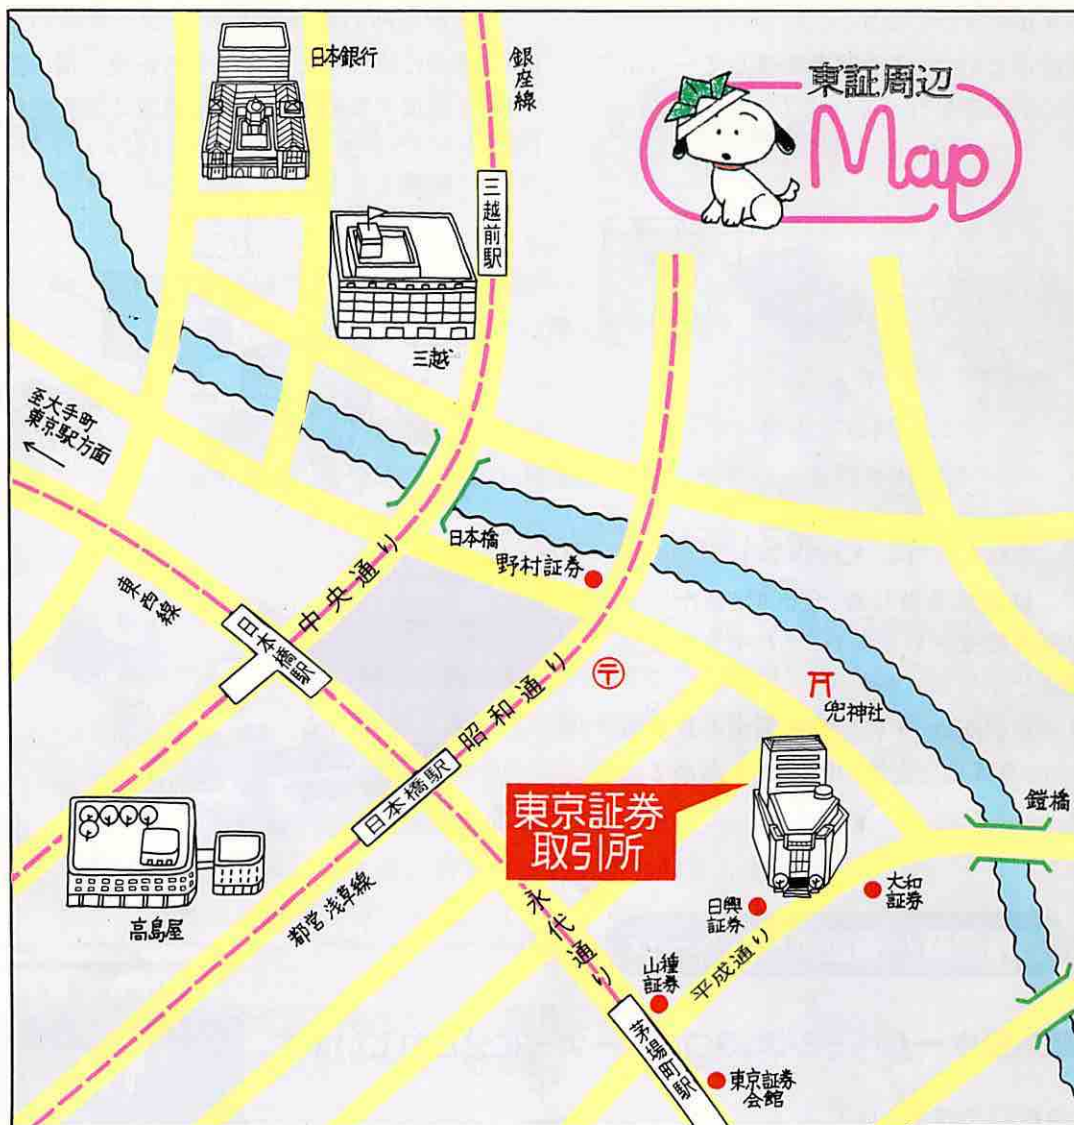 東証周辺
Map
日本銀行
銀座線
三越前駅
三越
至大手町
東京駅方面
日本橋
野村証券
中央通り
東西線
日本橋駅
昭和通り
〒
兜神社
日本橋駅
東京証券
取引所
鎧橋
高島屋
都営浅草線
永代通り
日興
証券
大和
証券
平成通り
山種
証券
茅場町駅
東京証券
会館